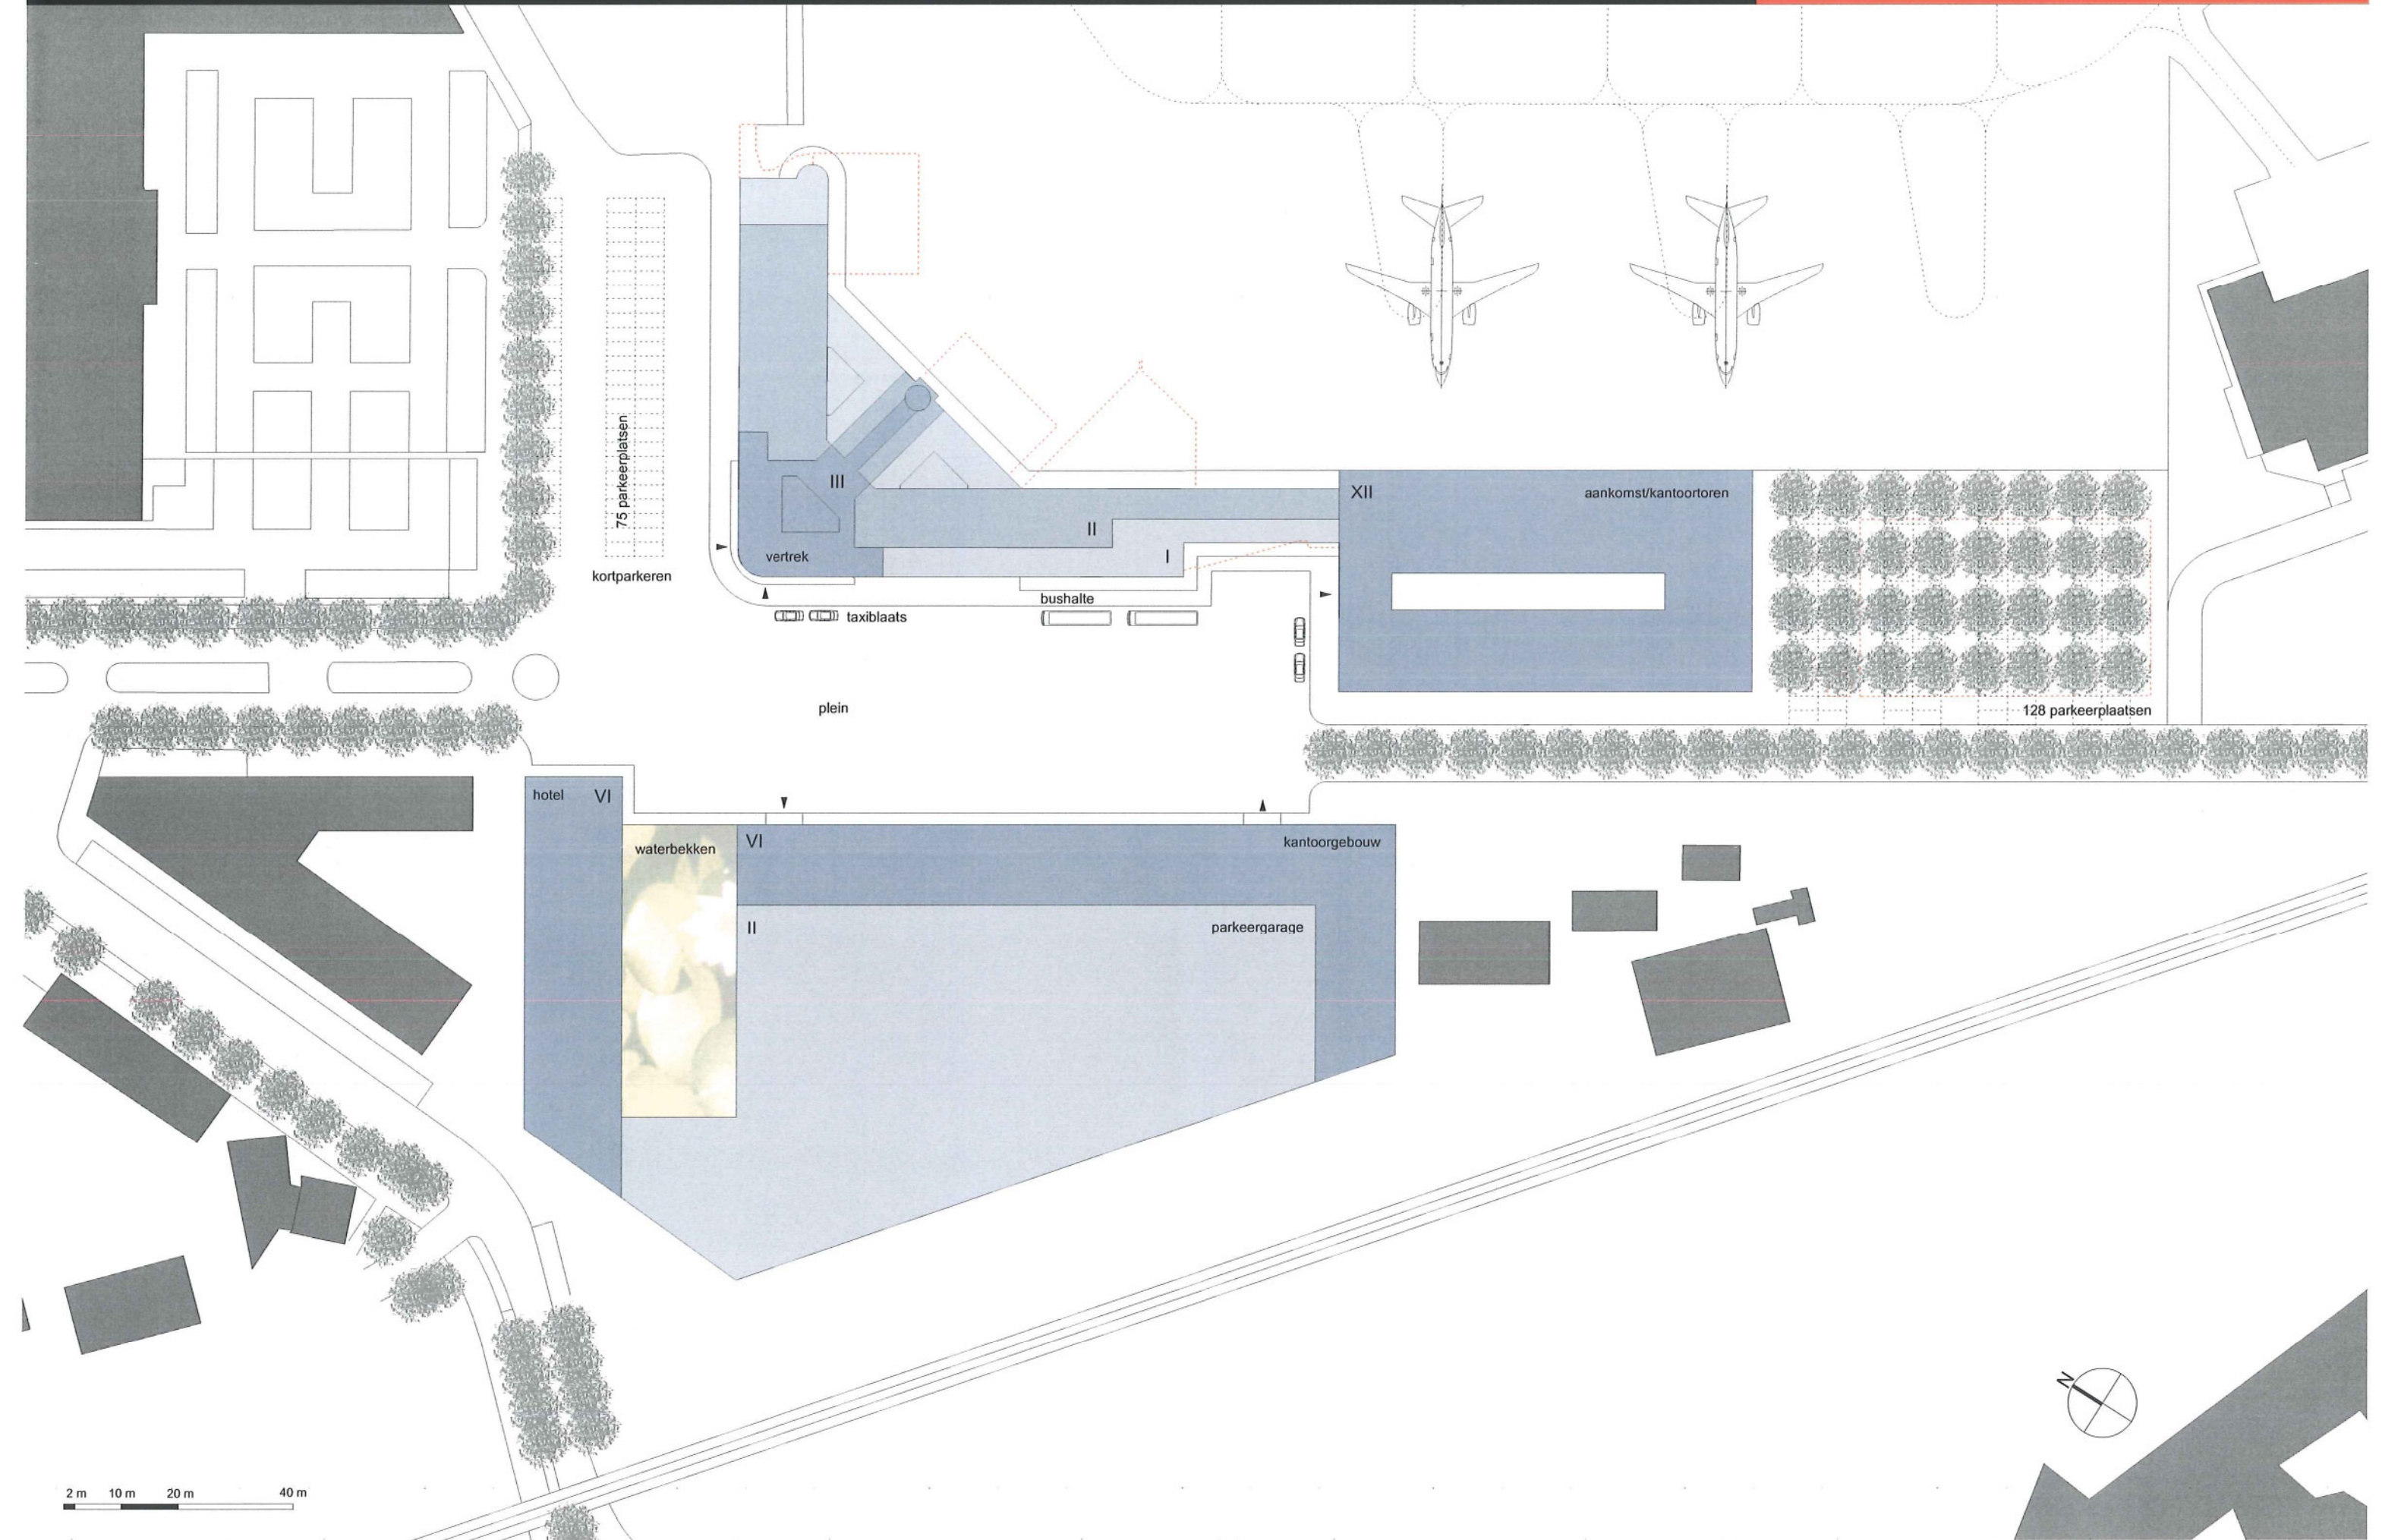 75 parkeerplatsen
kortparkeren
III
vertrek
II
I
XII
aankomst/kantoortoren
bushalte
taxiblaats
plein
128 parkeerplaatsen
hotel
VI
waterbekken
VI
kantoorgebouw
II
parkeergarage
N
2 m 10 m 20 m 40 m